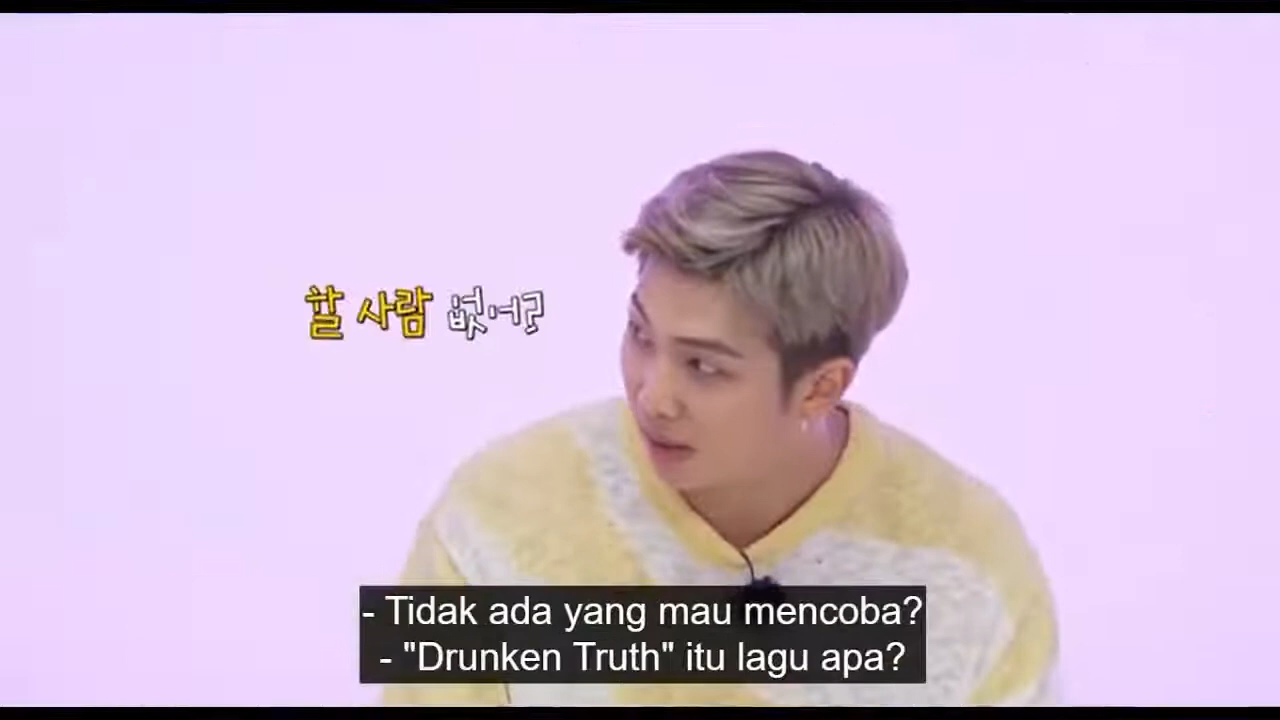 할 사람 없어?
- Tidak ada yang mau mencoba?
- "Drunken Truth" itu lagu apa?